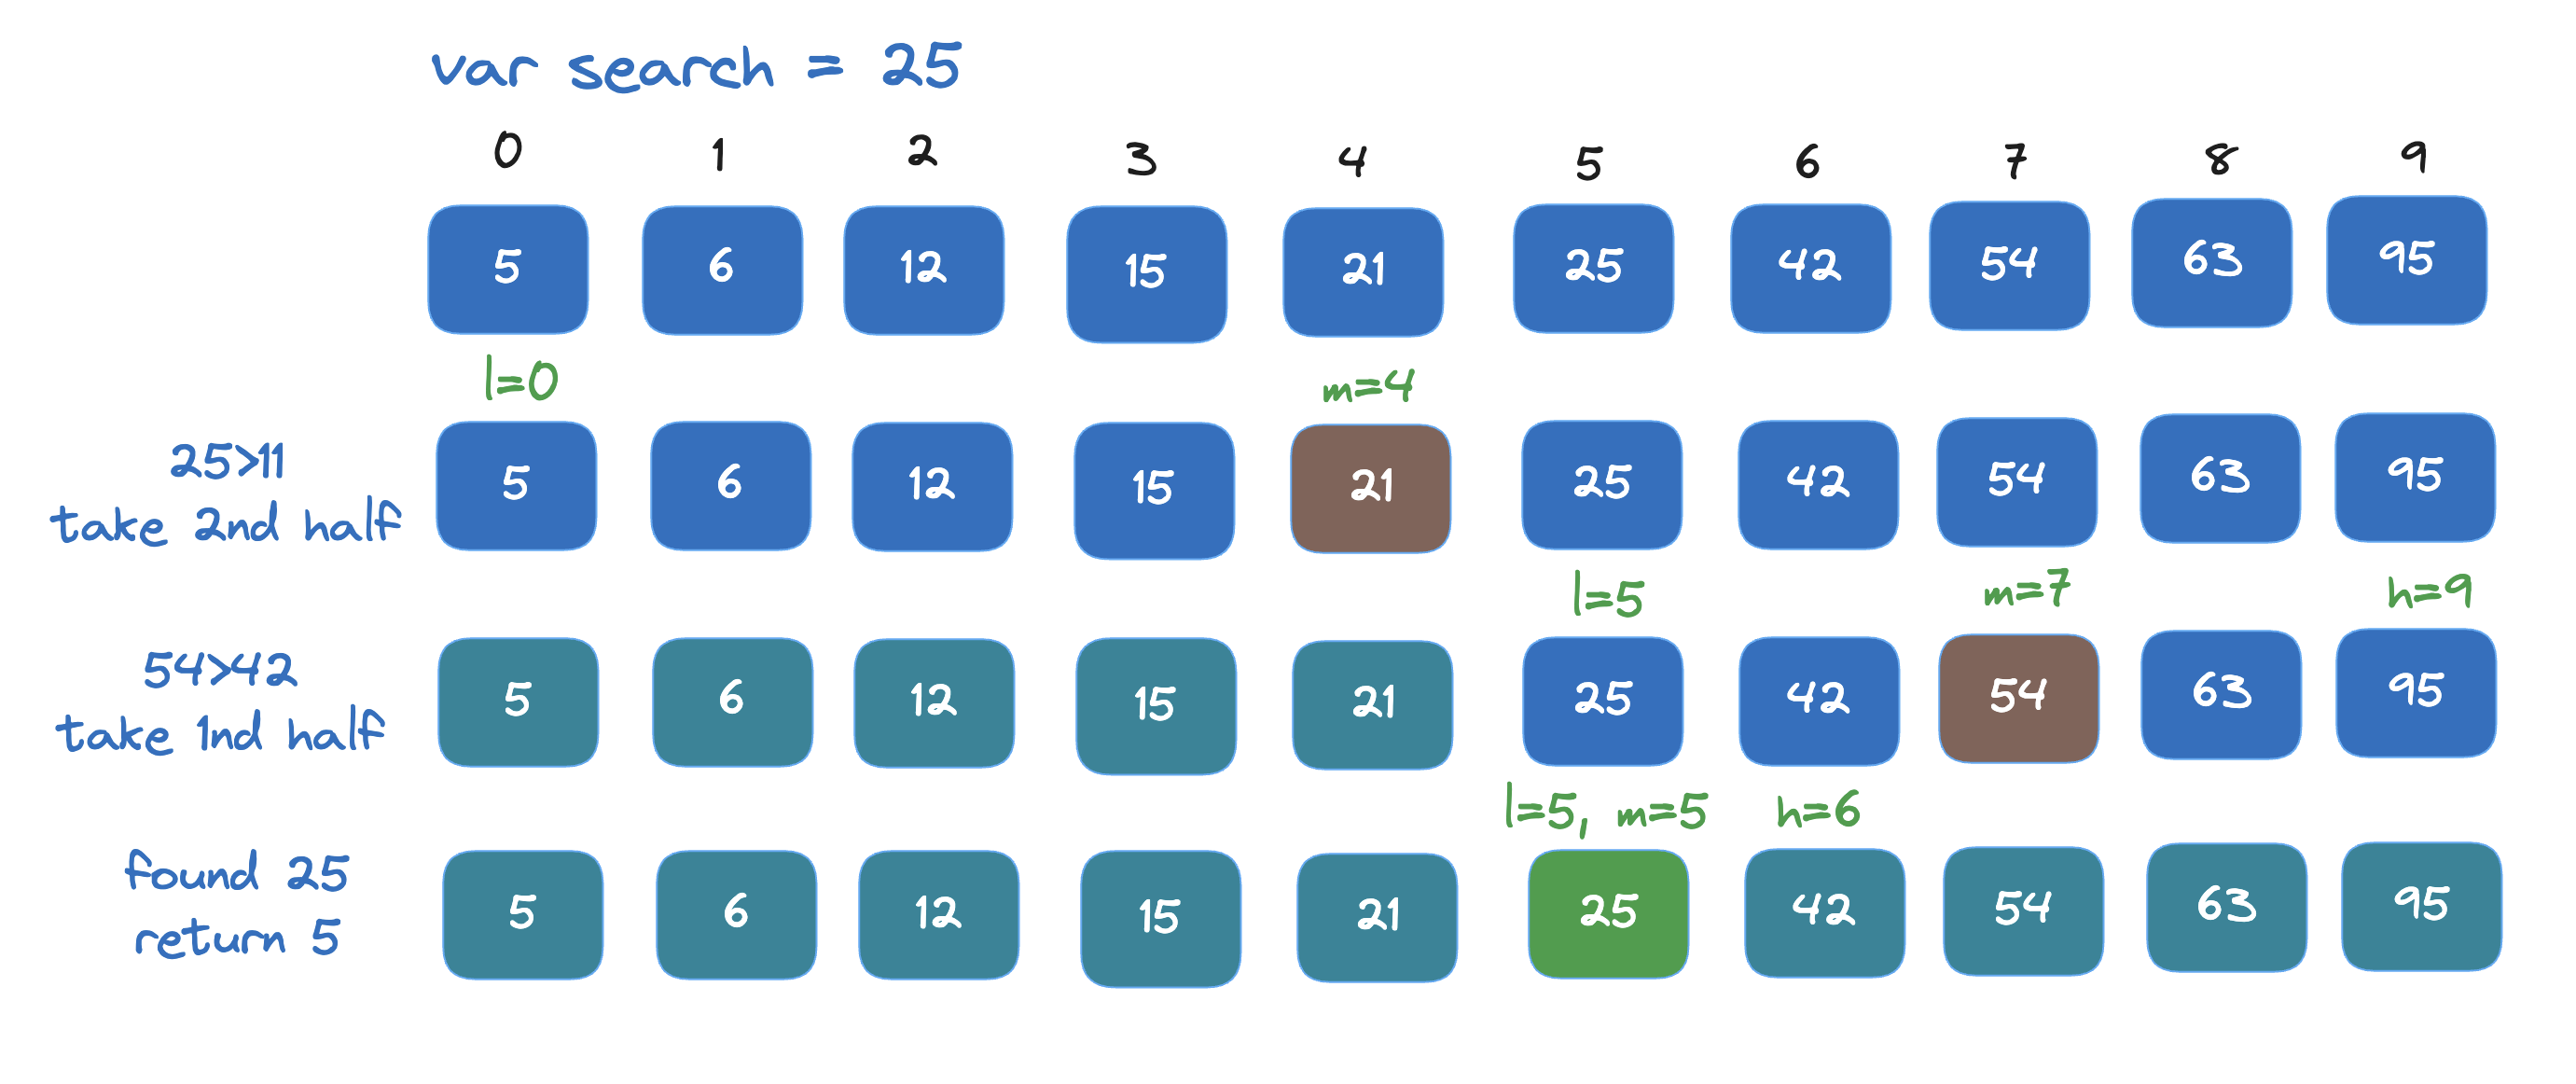 var search = 25
0 1 2 3 4 5 6 7 8 9
5 6 12 15 21 25 42 54 63 95
l=0 m=4
25>11
take 2nd half
5 6 12 15 21 25 42 54 63 95
l=5 m=7 h=9
54>42
take 1nd half
5 6 12 15 21 25 42 54 63 95
l=5, m=5 h=6
found 25
return 5
5 6 12 15 21 25 42 54 63 95